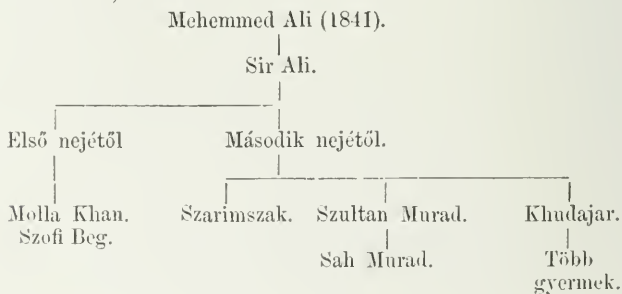 Mehemmed Ali (1841).
Sir Ali.
Első nejétől Második nejétől.
Molla Khan. Szarimszak. Szultan Murad. Khudajar.
Szofi Beg.
Sah Murad. Több
gyermek.